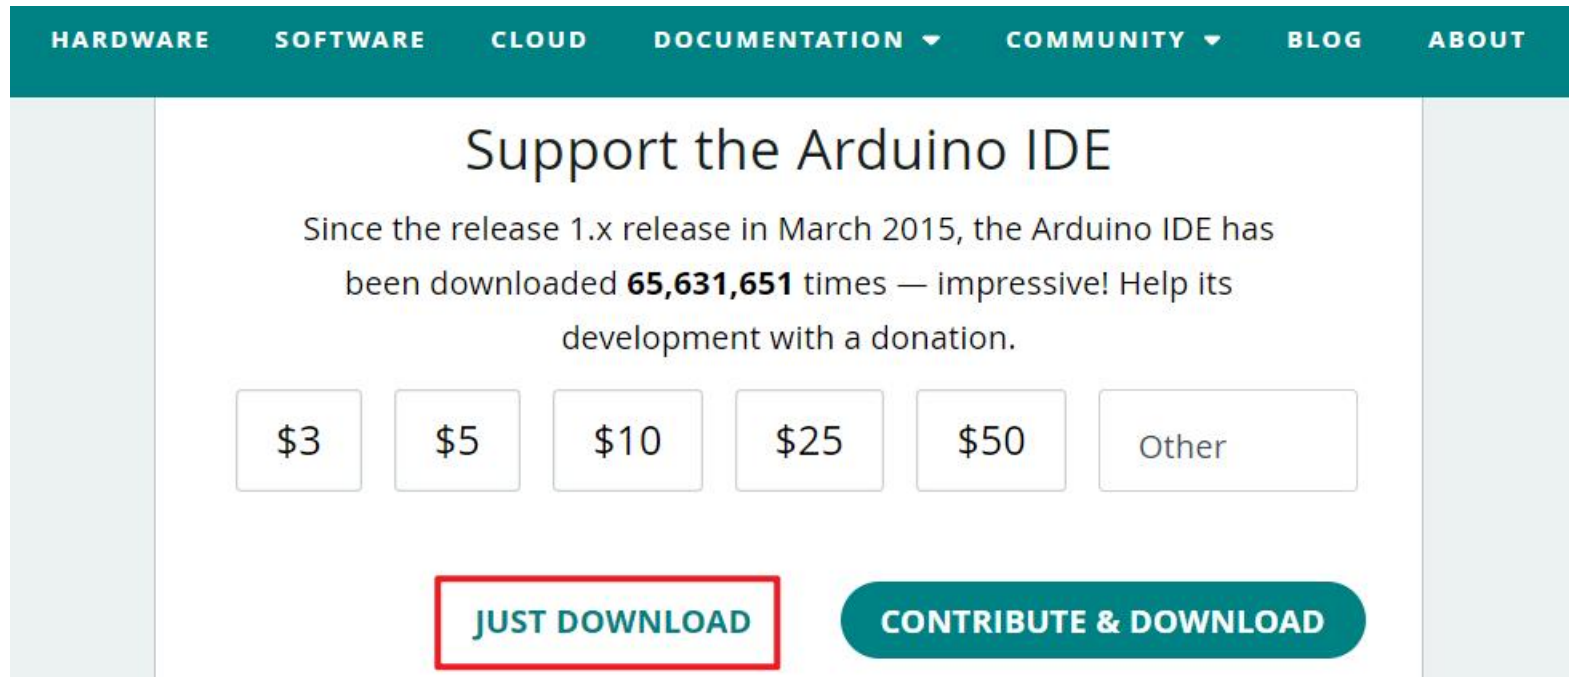 HARDWARE SOFTWARE CLOUD DOCUMENTATION COMMUNITY BLOG ABOUT
Support the Arduino IDE
Since the release 1.x release in March 2015, the Arduino IDE has
been downloaded 65,631,651 times — impressive! Help its
development with a donation.
$3 $5 $10 $25 $50 Other
JUST DOWNLOAD CONTRIBUTE & DOWNLOAD